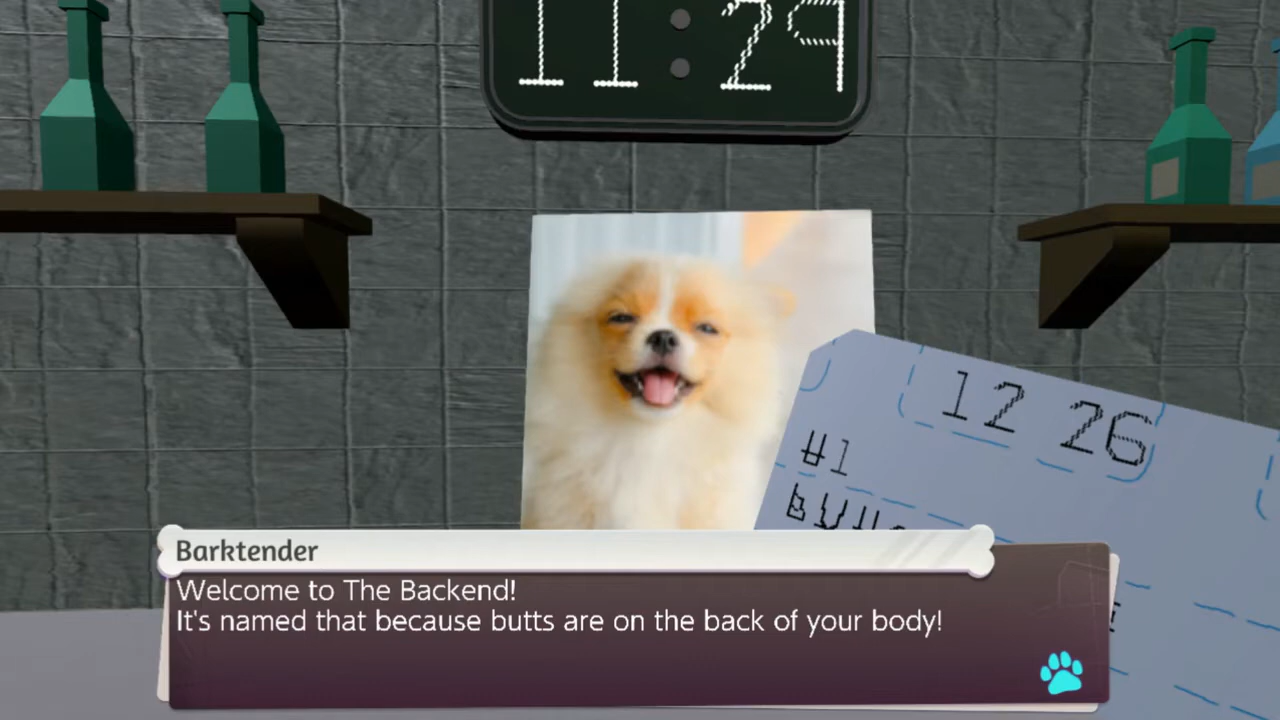 11:29
12 26
#1
Barktender
Welcome to The Backend!
It's named that because butts are on the back of your body!